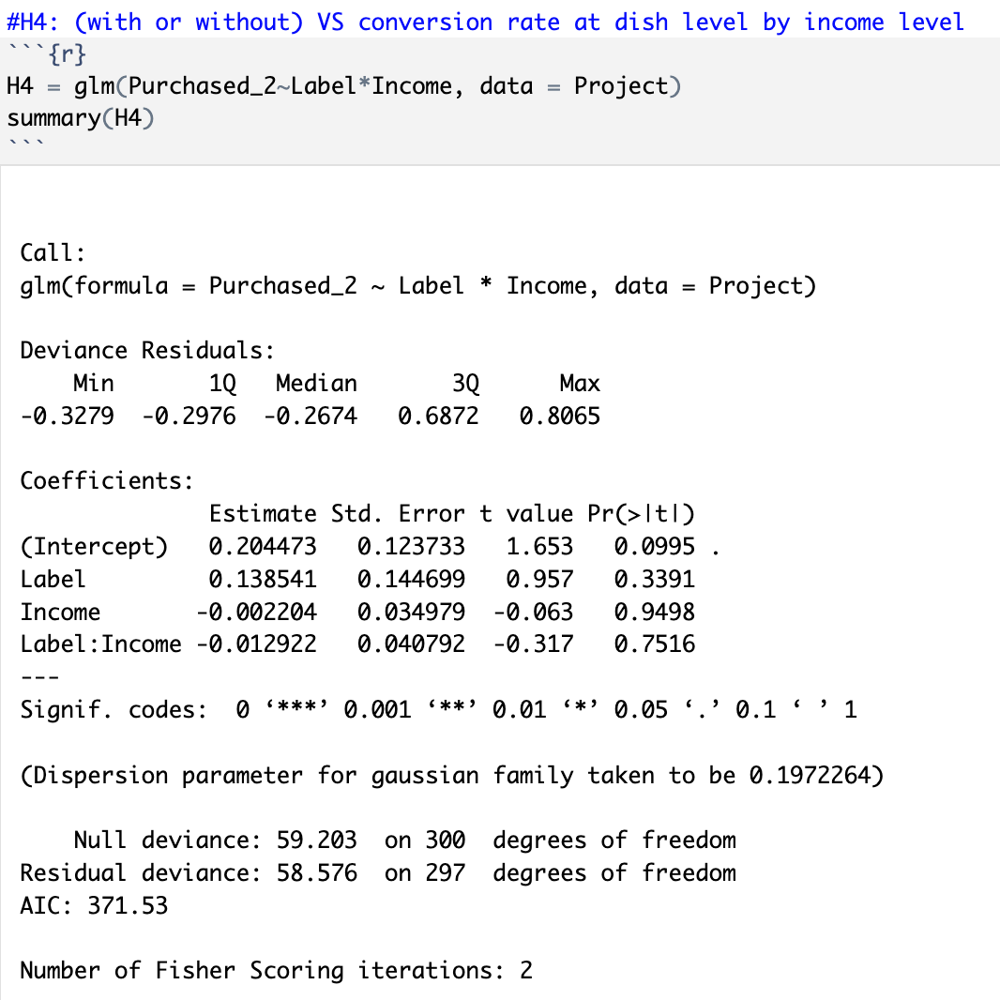 #H4: (with or without) VS conversion rate at dish level by income level
```{r}
H4 = glm(Purchased_2~Label*Income, data = Project)
summary(H4)
```
Call:
glm(formula = Purchased_2 ~ Label * Income, data = Project)
Deviance Residuals:
    Min       1Q   Median       3Q      Max
-0.3279  -0.2976  -0.2674   0.6872   0.8065
Coefficients:
              Estimate Std. Error t value Pr(>|t|)
(Intercept)   0.204473   0.123733   1.653   0.0995 .
Label         0.138541   0.144699   0.957   0.3391
Income       -0.002204   0.034979  -0.063   0.9498
Label:Income -0.012922   0.040792  -0.317   0.7516
---
Signif. codes:  0 ‘***’ 0.001 ‘**’ 0.01 ‘*’ 0.05 ‘.’ 0.1 ‘ ’ 1
(Dispersion parameter for gaussian family taken to be 0.1972264)
    Null deviance: 59.203  on 300  degrees of freedom
Residual deviance: 58.576  on 297  degrees of freedom
AIC: 371.53
Number of Fisher Scoring iterations: 2